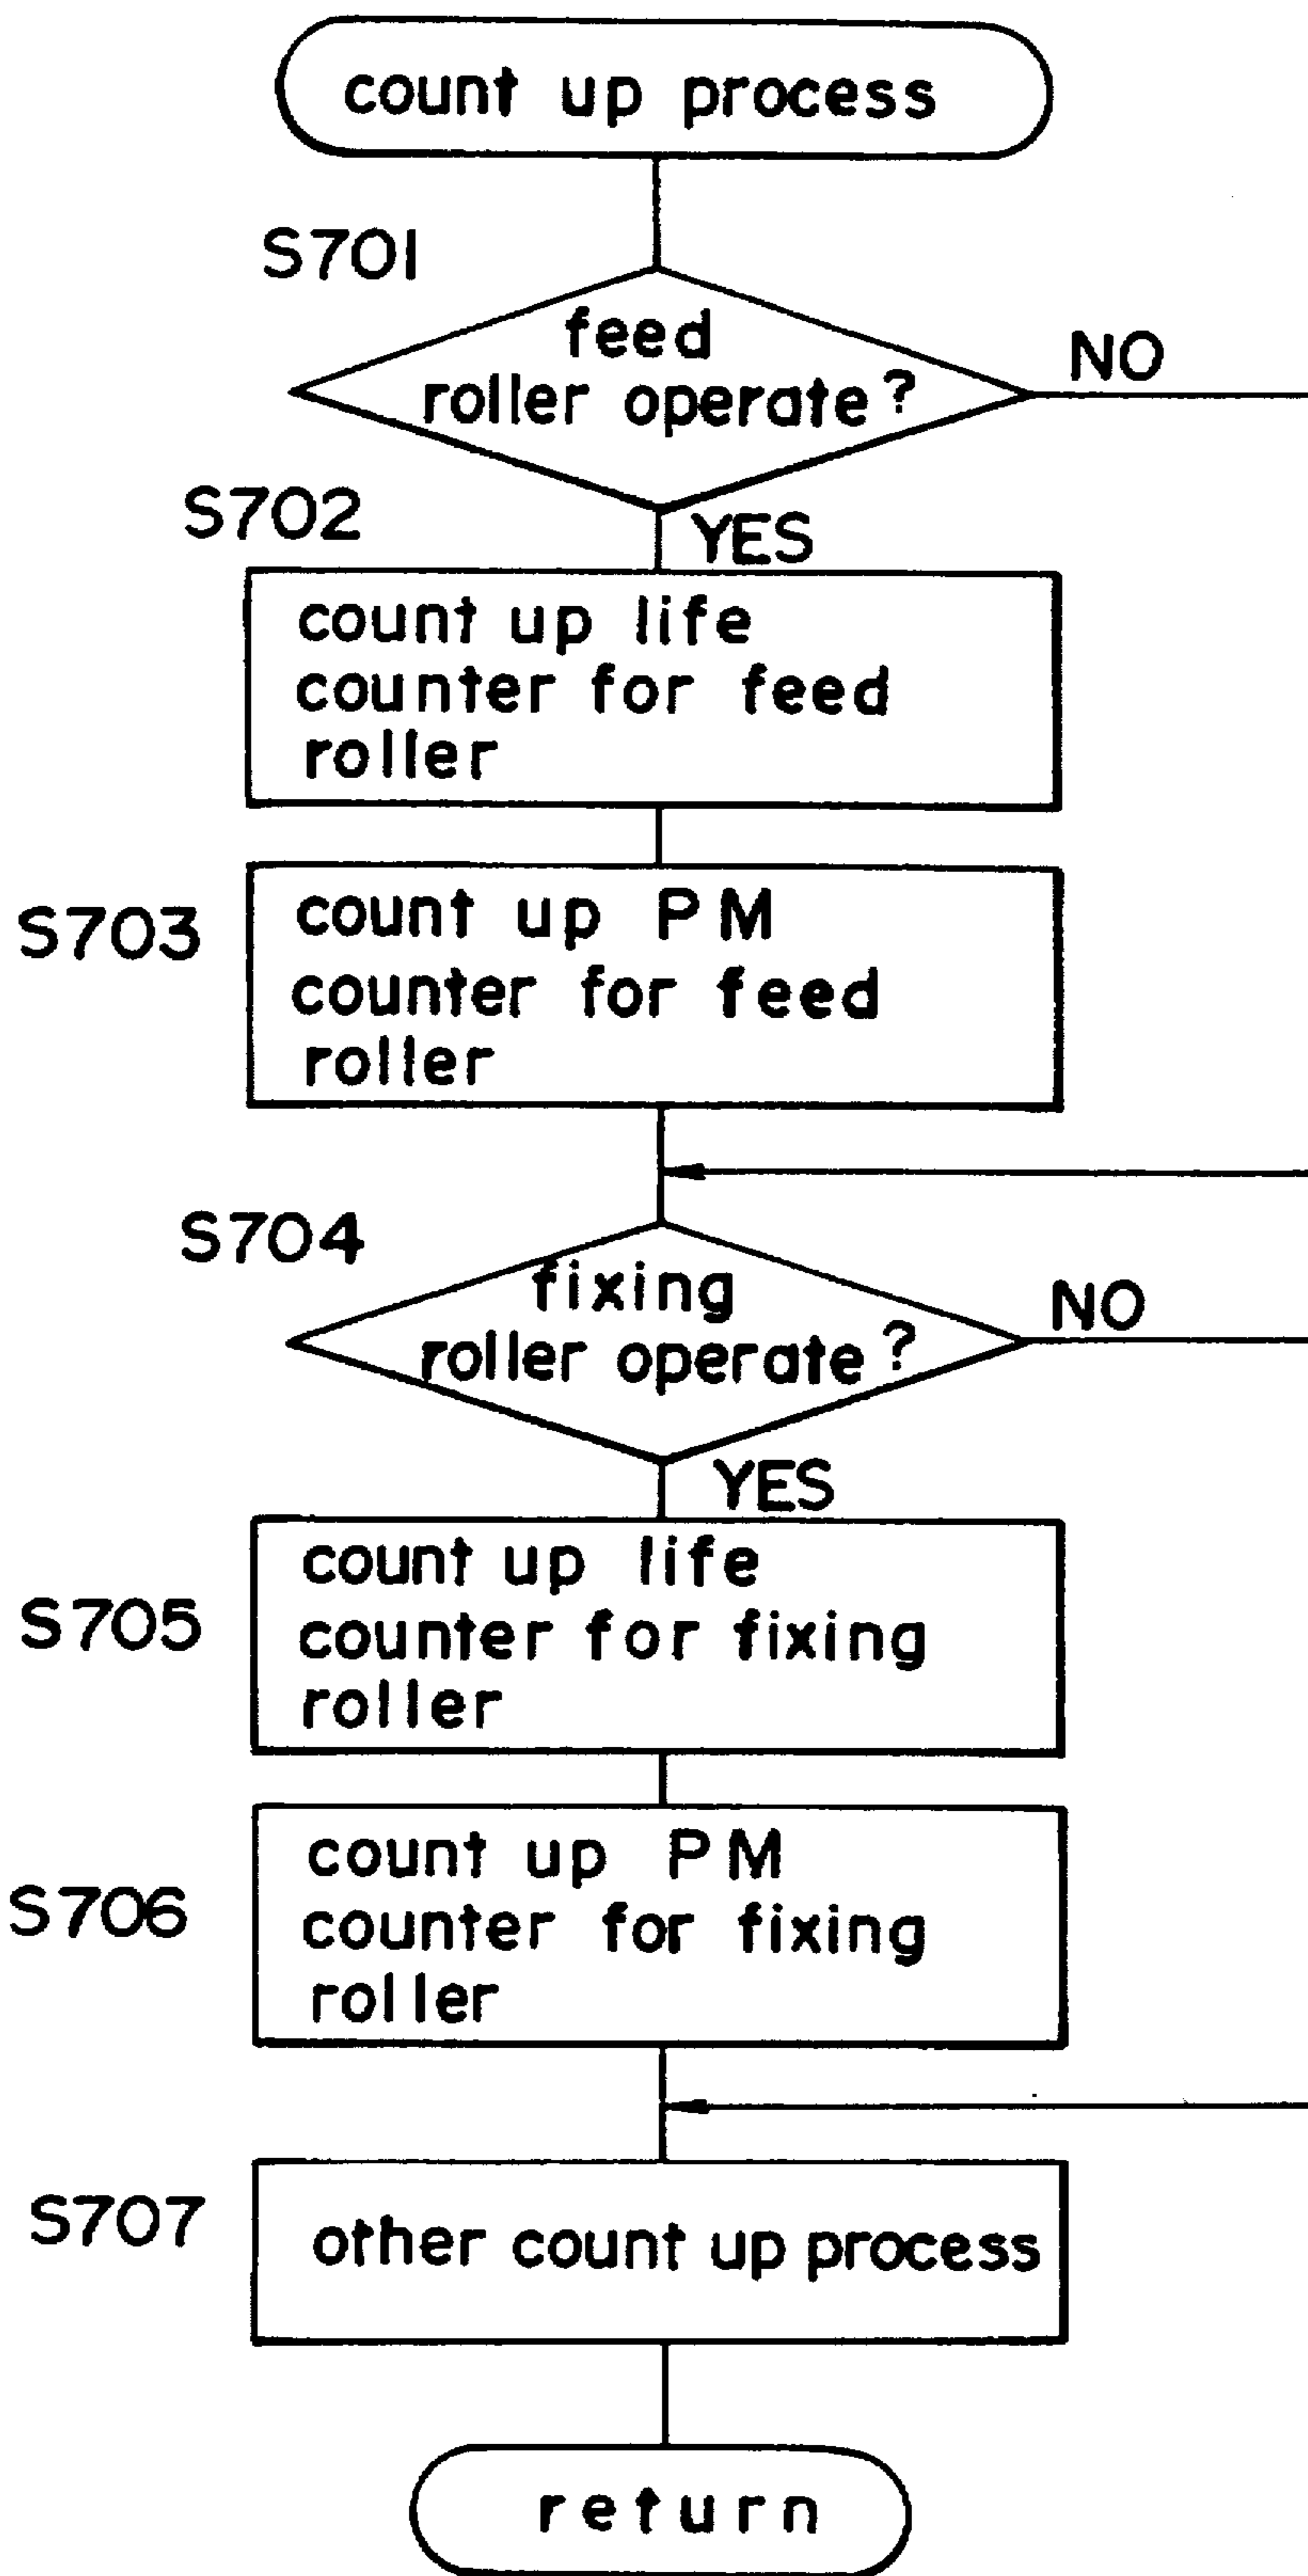 count up process
S701
feed
roller operate?
NO
S702
YES
count up life
counter for feed
roller
S703
count up PM
counter for feed
roller
S704
fixing
roller operate?
NO
YES
S705
count up life
counter for fixing
roller
S706
count up PM
counter for fixing
roller
S707
other count up process
return